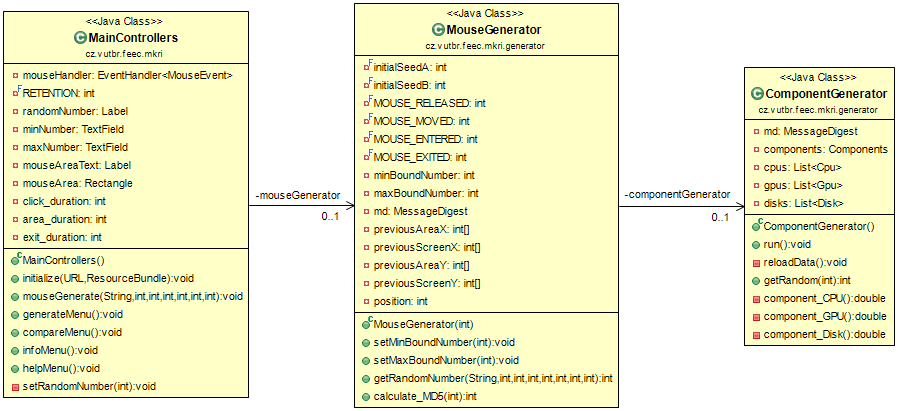 <<Java Class>>
MainControllers
cz.vutbr.feec.mkri
mouseHandler: EventHandler<MouseEvent>
F RETENTION: int
randomNumber: Label
minNumber: TextField
maxNumber: TextField
mouseAreaText: Label
mouseArea: Rectangle
click_duration: int
area_duration: int
exit_duration: int
c MainControllers()
initialize(URL,ResourceBundle):void
mouseGenerate(String,int,int,int,int,int,int):void
generateMenu():void
compareMenu():void
infoMenu():void
helpMenu():void
setRandomNumber(int):void
-mouseGenerator
0..1
<<Java Class>>
MouseGenerator
cz.vutbr.feec.mkri.generator
F initialSeedA: int
F initialSeedB: int
F MOUSE_RELEASED: int
F MOUSE_MOVED: int
F MOUSE_ENTERED: int
F MOUSE_EXITED: int
minBoundNumber: int
maxBoundNumber: int
md: MessageDigest
previousAreaX: int[]
previousScreenX: int[]
previousAreaY: int[]
previousScreenY: int[]
position: int
c MouseGenerator(int)
setMinBoundNumber(int):void
setMaxBoundNumber(int):void
getRandomNumber(String,int,int,int,int,int,int,int):int
calculate_MD5(int):int
-componentGenerator
0..1
<<Java Class>>
ComponentGenerator
cz.vutbr.feec.mkri.generator
md: MessageDigest
components: Components
cpus: List<Cpu>
gpus: List<Gpu>
disks: List<Disk>
c ComponentGenerator()
run():void
reloadData():void
getRandom(int):int
component_CPU():double
component_GPU():double
component_Disk():double